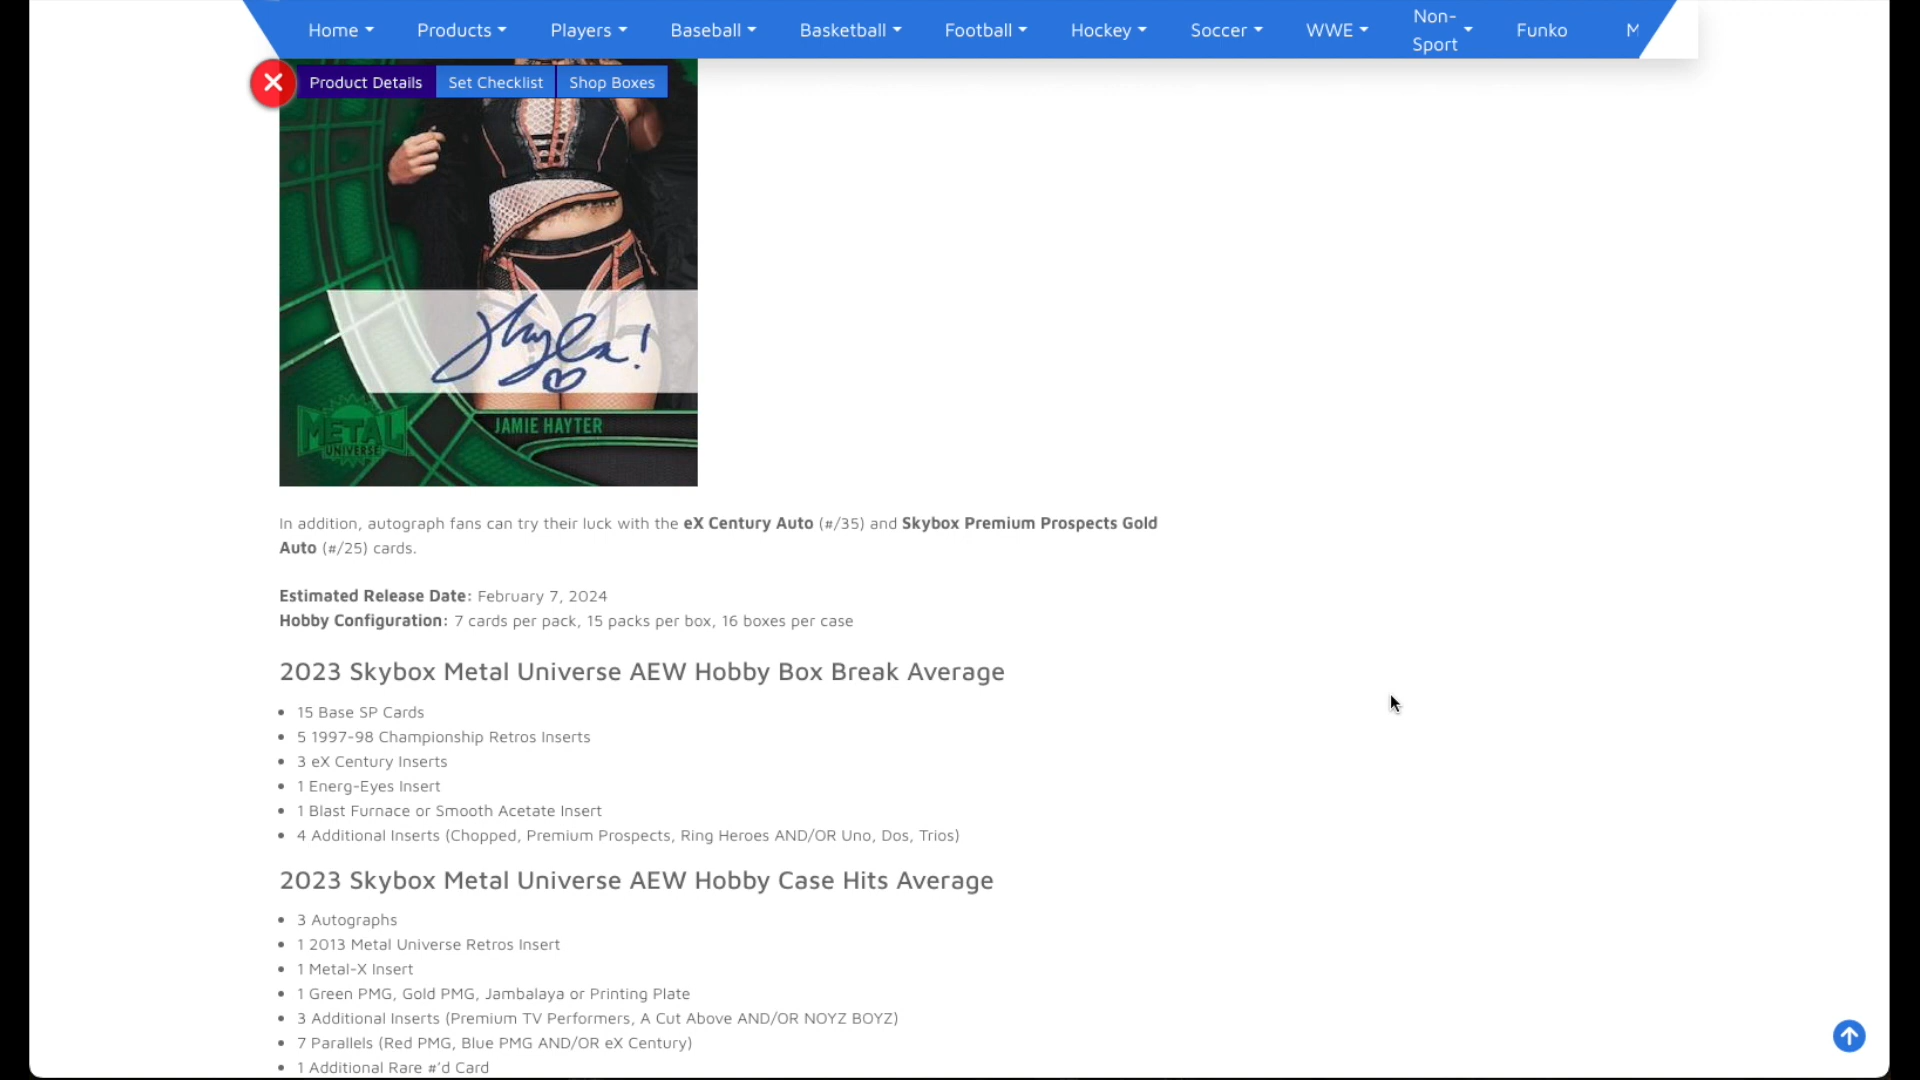 Home
Products
Players
Baseball
Basketball
Football
Hockey
Soccer
WWE
Non-
Sport
Funko
M
Product Details
Set Checklist
Shop Boxes
METAL
UNIVERSE
JAMIE HAYTER
In addition, autograph fans can try their luck with the eX Century Auto (#/35) and Skybox Premium Prospects Gold
Auto (#/25) cards.
Estimated Release Date: February 7, 2024
Hobby Configuration: 7 cards per pack, 15 packs per box, 16 boxes per case
2023 Skybox Metal Universe AEW Hobby Box Break Average
15 Base SP Cards
5 1997-98 Championship Retros Inserts
3 eX Century Inserts
1 Energ-Eyes Insert
1 Blast Furnace or Smooth Acetate Insert
4 Additional Inserts (Chopped, Premium Prospects, Ring Heroes AND/OR Uno, Dos, Trios)
2023 Skybox Metal Universe AEW Hobby Case Hits Average
3 Autographs
1 2013 Metal Universe Retros Insert
1 Metal-X Insert
1 Green PMG, Gold PMG, Jambalaya or Printing Plate
3 Additional Inserts (Premium TV Performers, A Cut Above AND/OR NOYZ BOYZ)
7 Parallels (Red PMG, Blue PMG AND/OR eX Century)
1 Additional Rare #'d Card